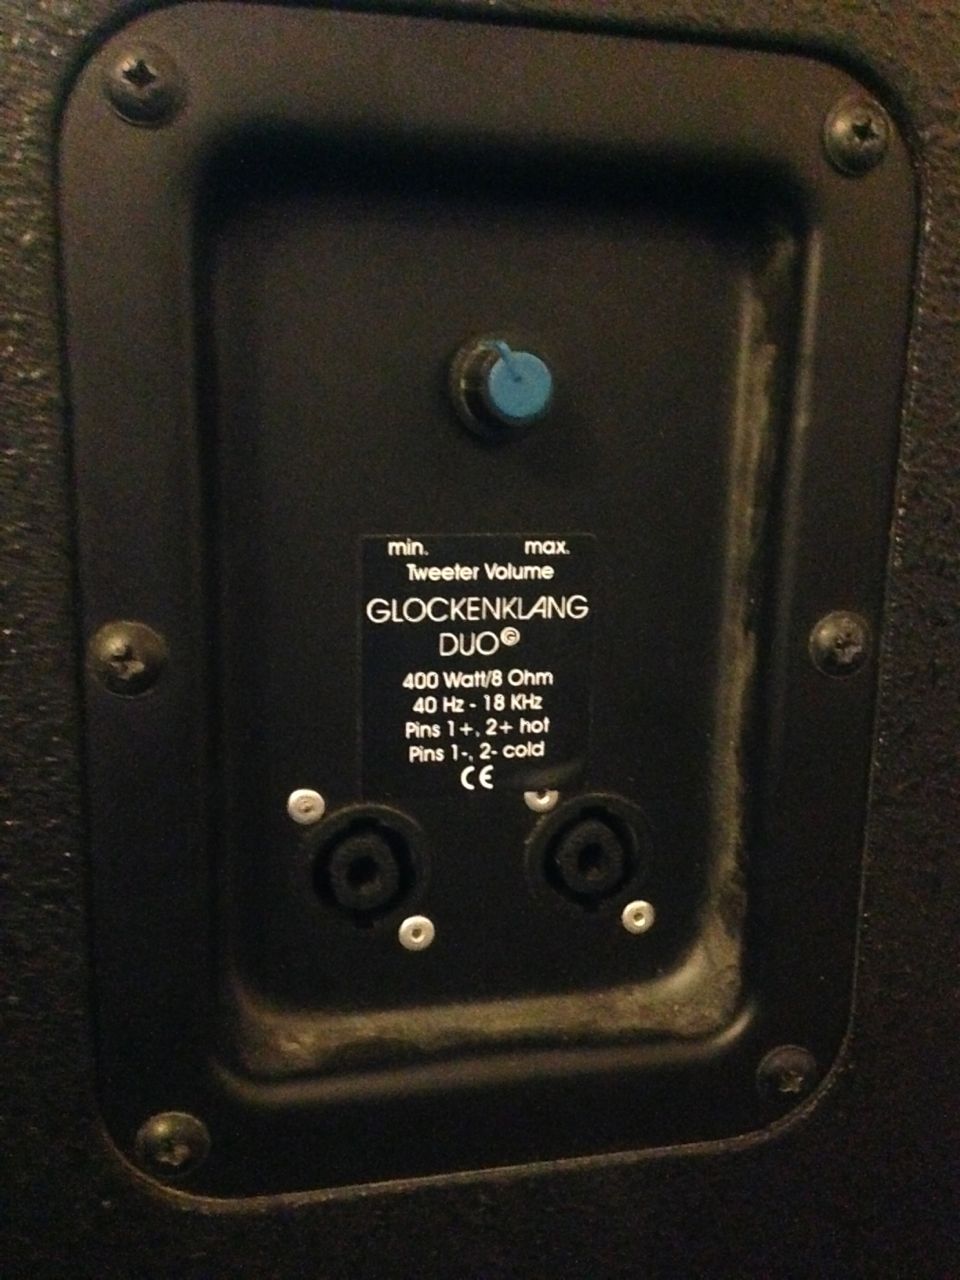 min. max.
Tweeter Volume
GLOCKENKLANG
DUO©
400 Watt/8 Ohm
40 Hz - 18 KHz
Pins 1+, 2+ hot
Pins 1-, 2- cold
CE